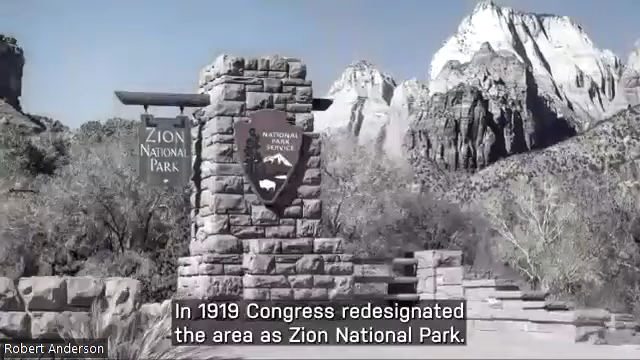 ZION
NATIONAL
PARK
NATIONAL
PARK
SERVICE
In 1919 Congress redesignated
the area as Zion National Park.
Robert Anderson